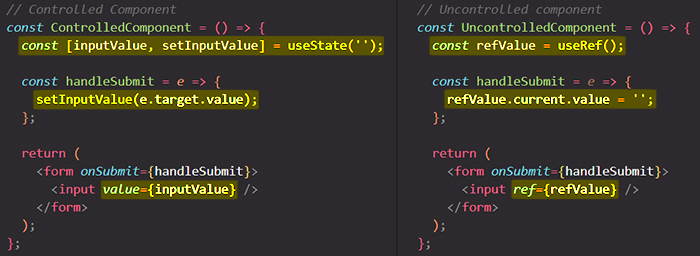 // Controlled Component
const ControlledComponent = () => {
  const [inputValue, setInputValue] = useState('');

  const handleSubmit = e => {
    setInputValue(e.target.value);
  };

  return (
    <form onSubmit={handleSubmit}>
      <input value={inputValue} />
    </form>
  );
};
// Uncontrolled component
const UncontrolledComponent = () => {
  const refValue = useRef();

  const handleSubmit = e => {
    refValue.current.value = '';
  };

  return (
    <form onSubmit={handleSubmit}>
      <input ref={refValue} />
    </form>
  );
};